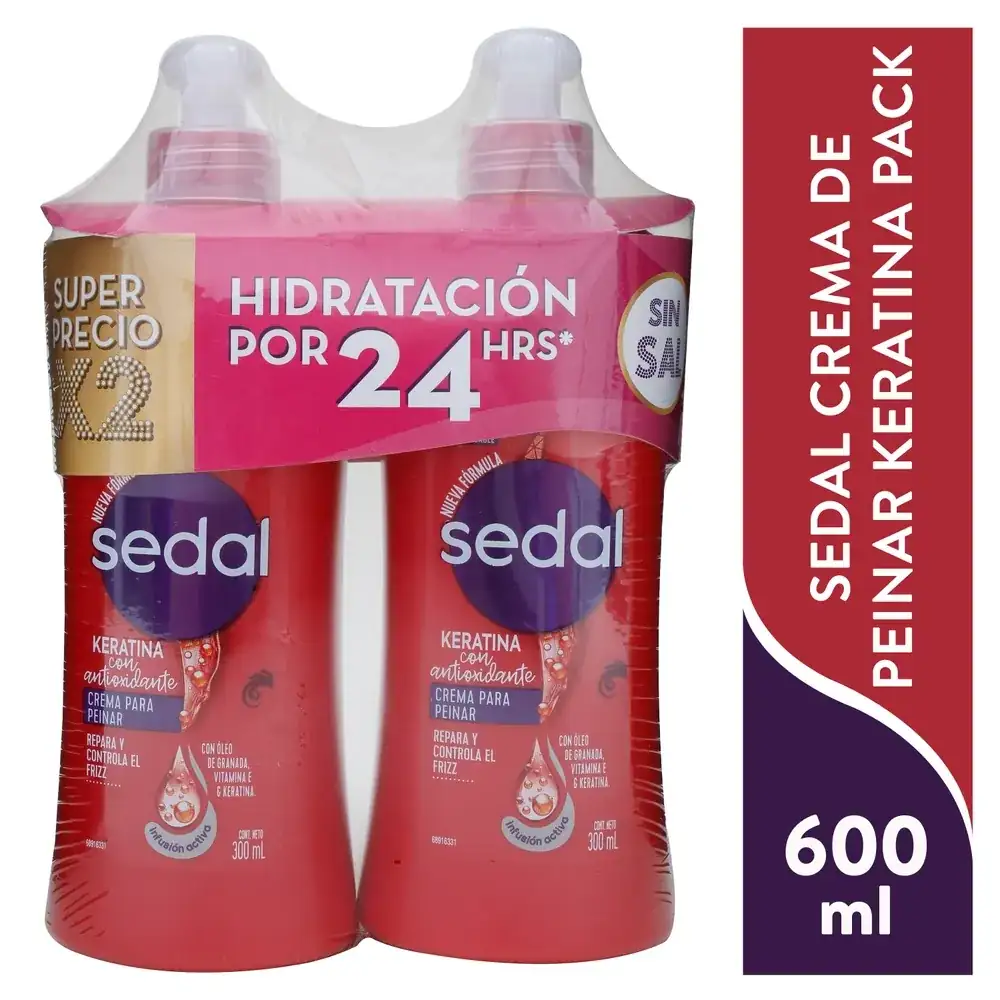 SUPER
PRECIO
X2
HIDRATACIÓN
POR 24 HRS*
SIN
SAL
NUEVA FÓRMULA
sedal
KERATINA
con
antioxidante
CREMA PARA
PEINAR
REPARA Y
CONTROLA EL
FRIZZ
CON ÓLEO
DE GRANADA,
VITAMINA E
& KERATINA.
infusión activa
68916331
CONT. NETO
300 mL
NUEVA FÓRMULA
sedal
KERATINA
con
antioxidante
CREMA PARA
PEINAR
REPARA Y
CONTROLA EL
FRIZZ
CON ÓLEO
DE GRANADA,
VITAMINA E
& KERATINA.
infusión activa
68916331
CONT. NETO
300 mL
SEDAL CREMA DE
PEINAR KERATINA PACK
600
ml